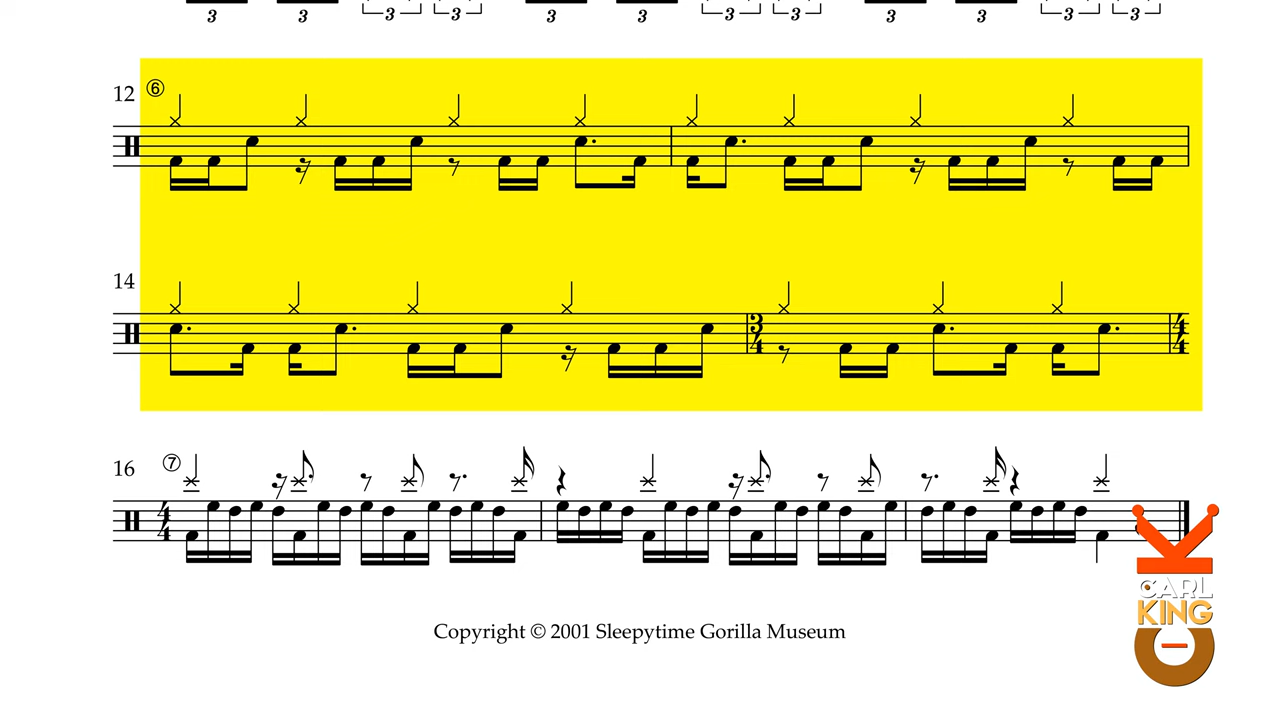 3 3 3 3 3 3 3 3 3 3 3 3
12 ⑥
14
3
4
4
4
16 ⑦
4
4
CARL
KING
Copyright © 2001 Sleepytime Gorilla Museum